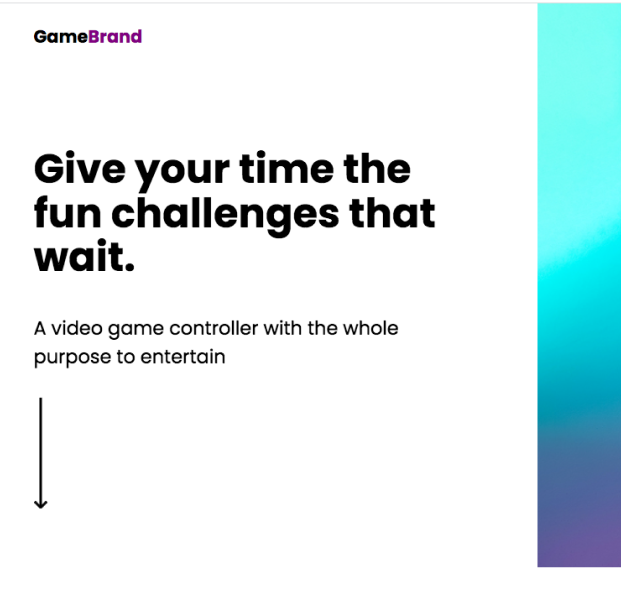 GameBrand
Give your time the
fun challenges that
wait.
A video game controller with the whole
purpose to entertain